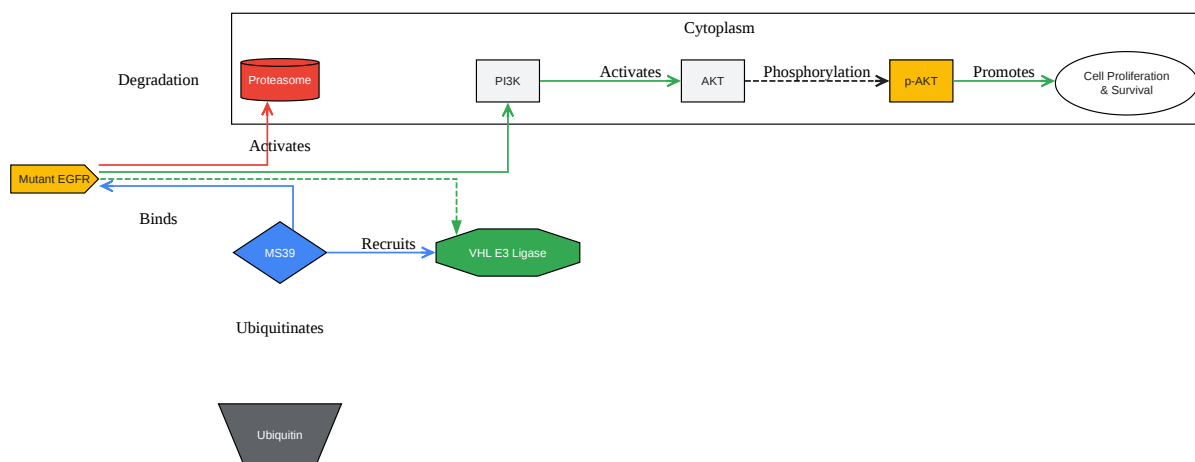 Cytoplasm
Degradation
Proteasome
PI3K
Activates
AKT
Phosphorylation
p-AKT
Promotes
Cell Proliferation
& Survival
Activates
Mutant EGFR
Binds
MS39
Recruits
VHL E3 Ligase
Ubiquitinates
Ubiquitin